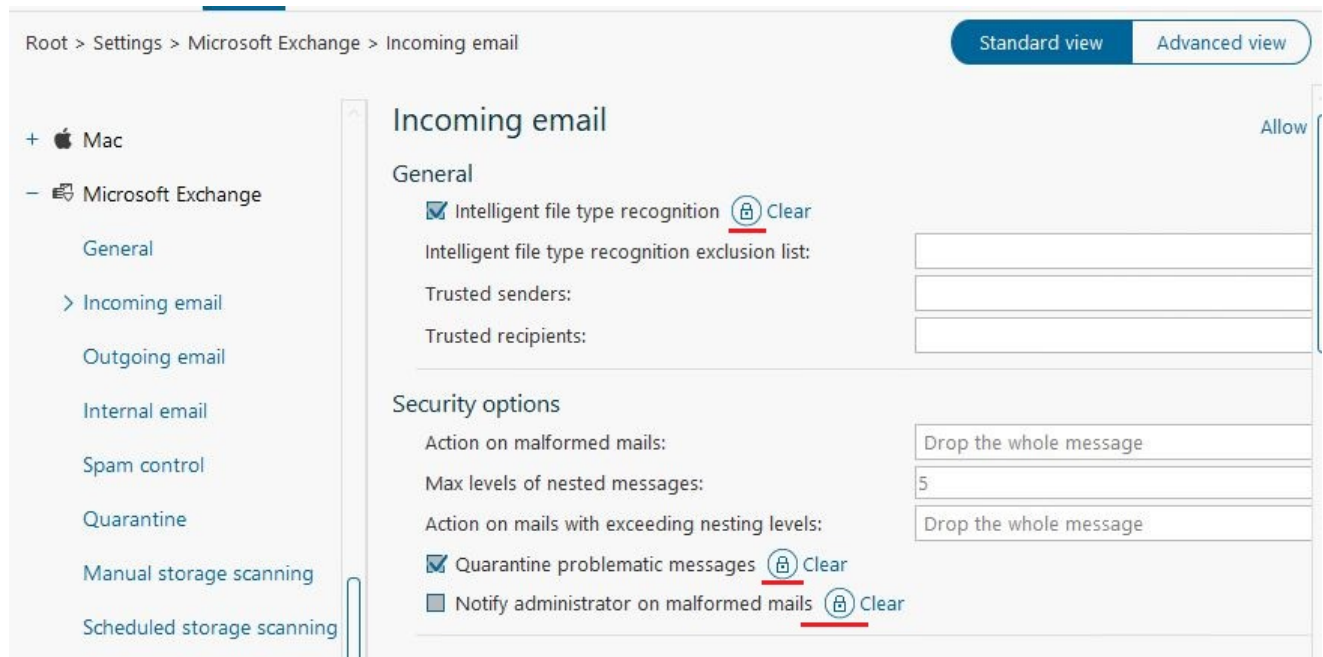 Root > Settings > Microsoft Exchange > Incoming email
Standard view
Advanced view
+ Mac
− Microsoft Exchange
General
> Incoming email
Outgoing email
Internal email
Spam control
Quarantine
Manual storage scanning
Scheduled storage scanning
Incoming email
Allow
General
Intelligent file type recognition Clear
Intelligent file type recognition exclusion list:
Trusted senders:
Trusted recipients:
Security options
Action on malformed mails: Drop the whole message
Max levels of nested messages: 5
Action on mails with exceeding nesting levels: Drop the whole message
Quarantine problematic messages Clear
Notify administrator on malformed mails Clear